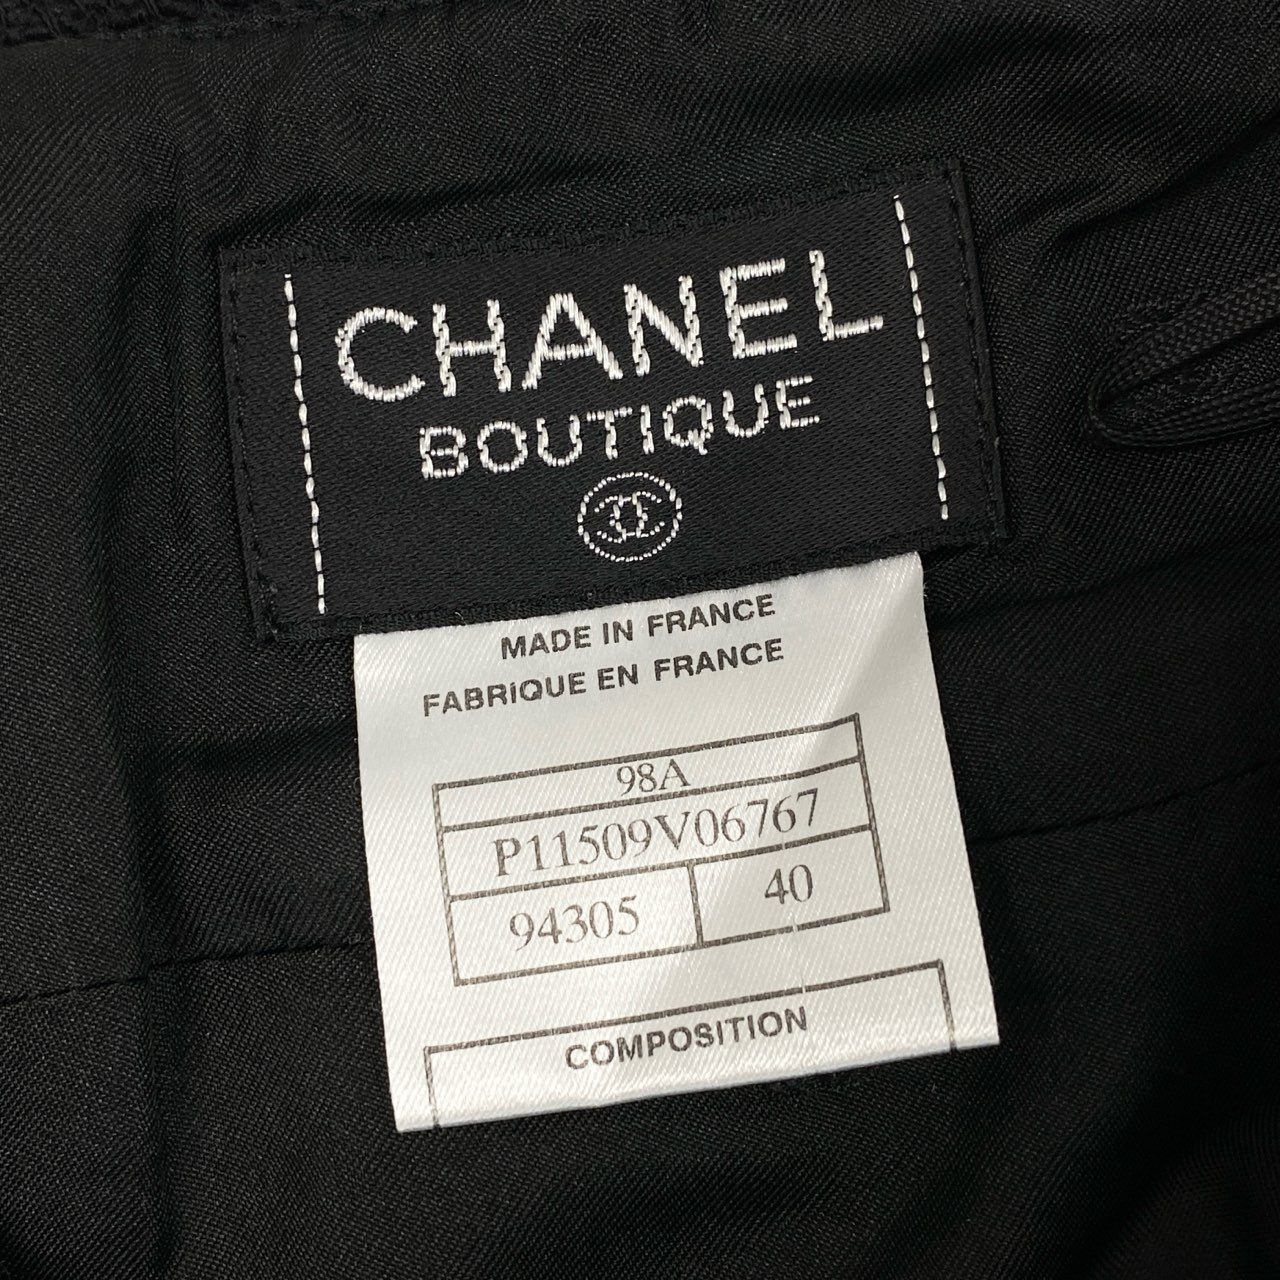 CHANEL
BOUTIQUE
MADE IN FRANCE
FABRIQUE EN FRANCE
98A
P11509V06767
94305 40
COMPOSITION